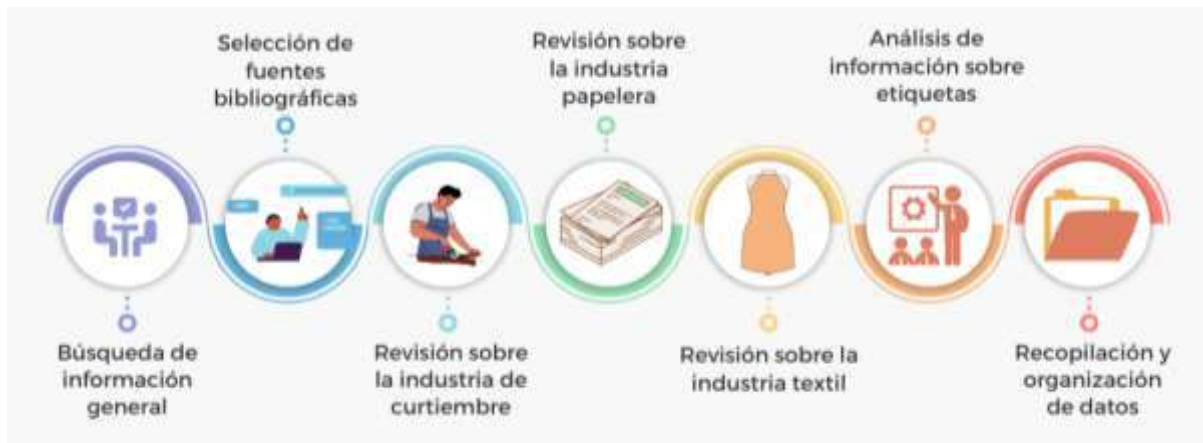 Búsqueda de
información
general
Selección de
fuentes
bibliográficas
Revisión sobre
la industria de
curtiembre
Revisión sobre
la industria
papelera
Revisión sobre la
industria textil
Análisis de
información sobre
etiquetas
Recopilación y
organización
de datos